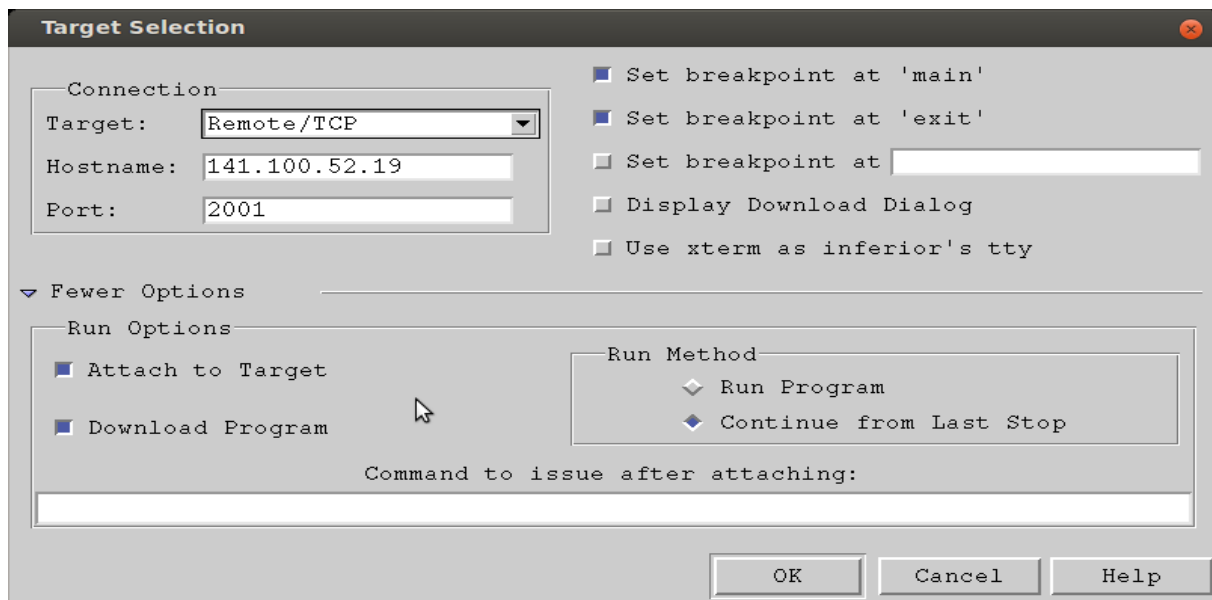 Target Selection
Connection
Target: Remote/TCP
Hostname: 141.100.52.19
Port: 2001
Set breakpoint at 'main'
Set breakpoint at 'exit'
Set breakpoint at
Display Download Dialog
Use xterm as inferior's tty
Fewer Options
Run Options
Attach to Target
Download Program
Run Method
Run Program
Continue from Last Stop
Command to issue after attaching:
OK Cancel Help